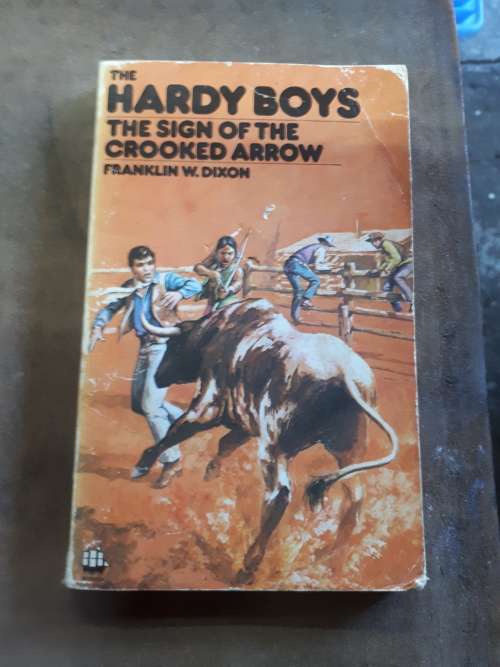 THE
HARDY BOYS
THE SIGN OF THE
CROOKED ARROW
FRANKLIN W. DIXON